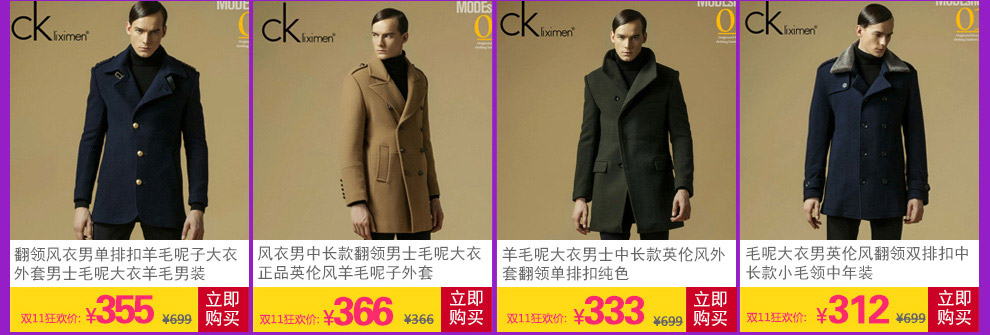 ck liximen®
MODEs
翻领风衣男单排扣羊毛呢子大衣
外套男士毛呢大衣羊毛男装
双11狂欢价: ¥355 ¥699
立即
购买
ck liximen®
MODEs
风衣男中长款翻领男士毛呢大衣
正品英伦风羊毛呢子外套
双11狂欢价: ¥366 ¥366
立即
购买
ck liximen®
羊毛呢大衣男士中长款英伦风外
套翻领单排扣纯色
双11狂欢价: ¥333 ¥699
立即
购买
ck liximen®
毛呢大衣男英伦风翻领双排扣中
长款小毛领中年装
双11狂欢价: ¥312 ¥699
立即
购买